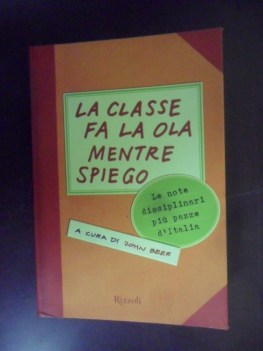 LA CLASSE
FA LA OLA
MENTRE
SPIEGO
Le note
disciplinari
più pazze
d'Italia
A CURA DI JOHN BEER
Rizzoli